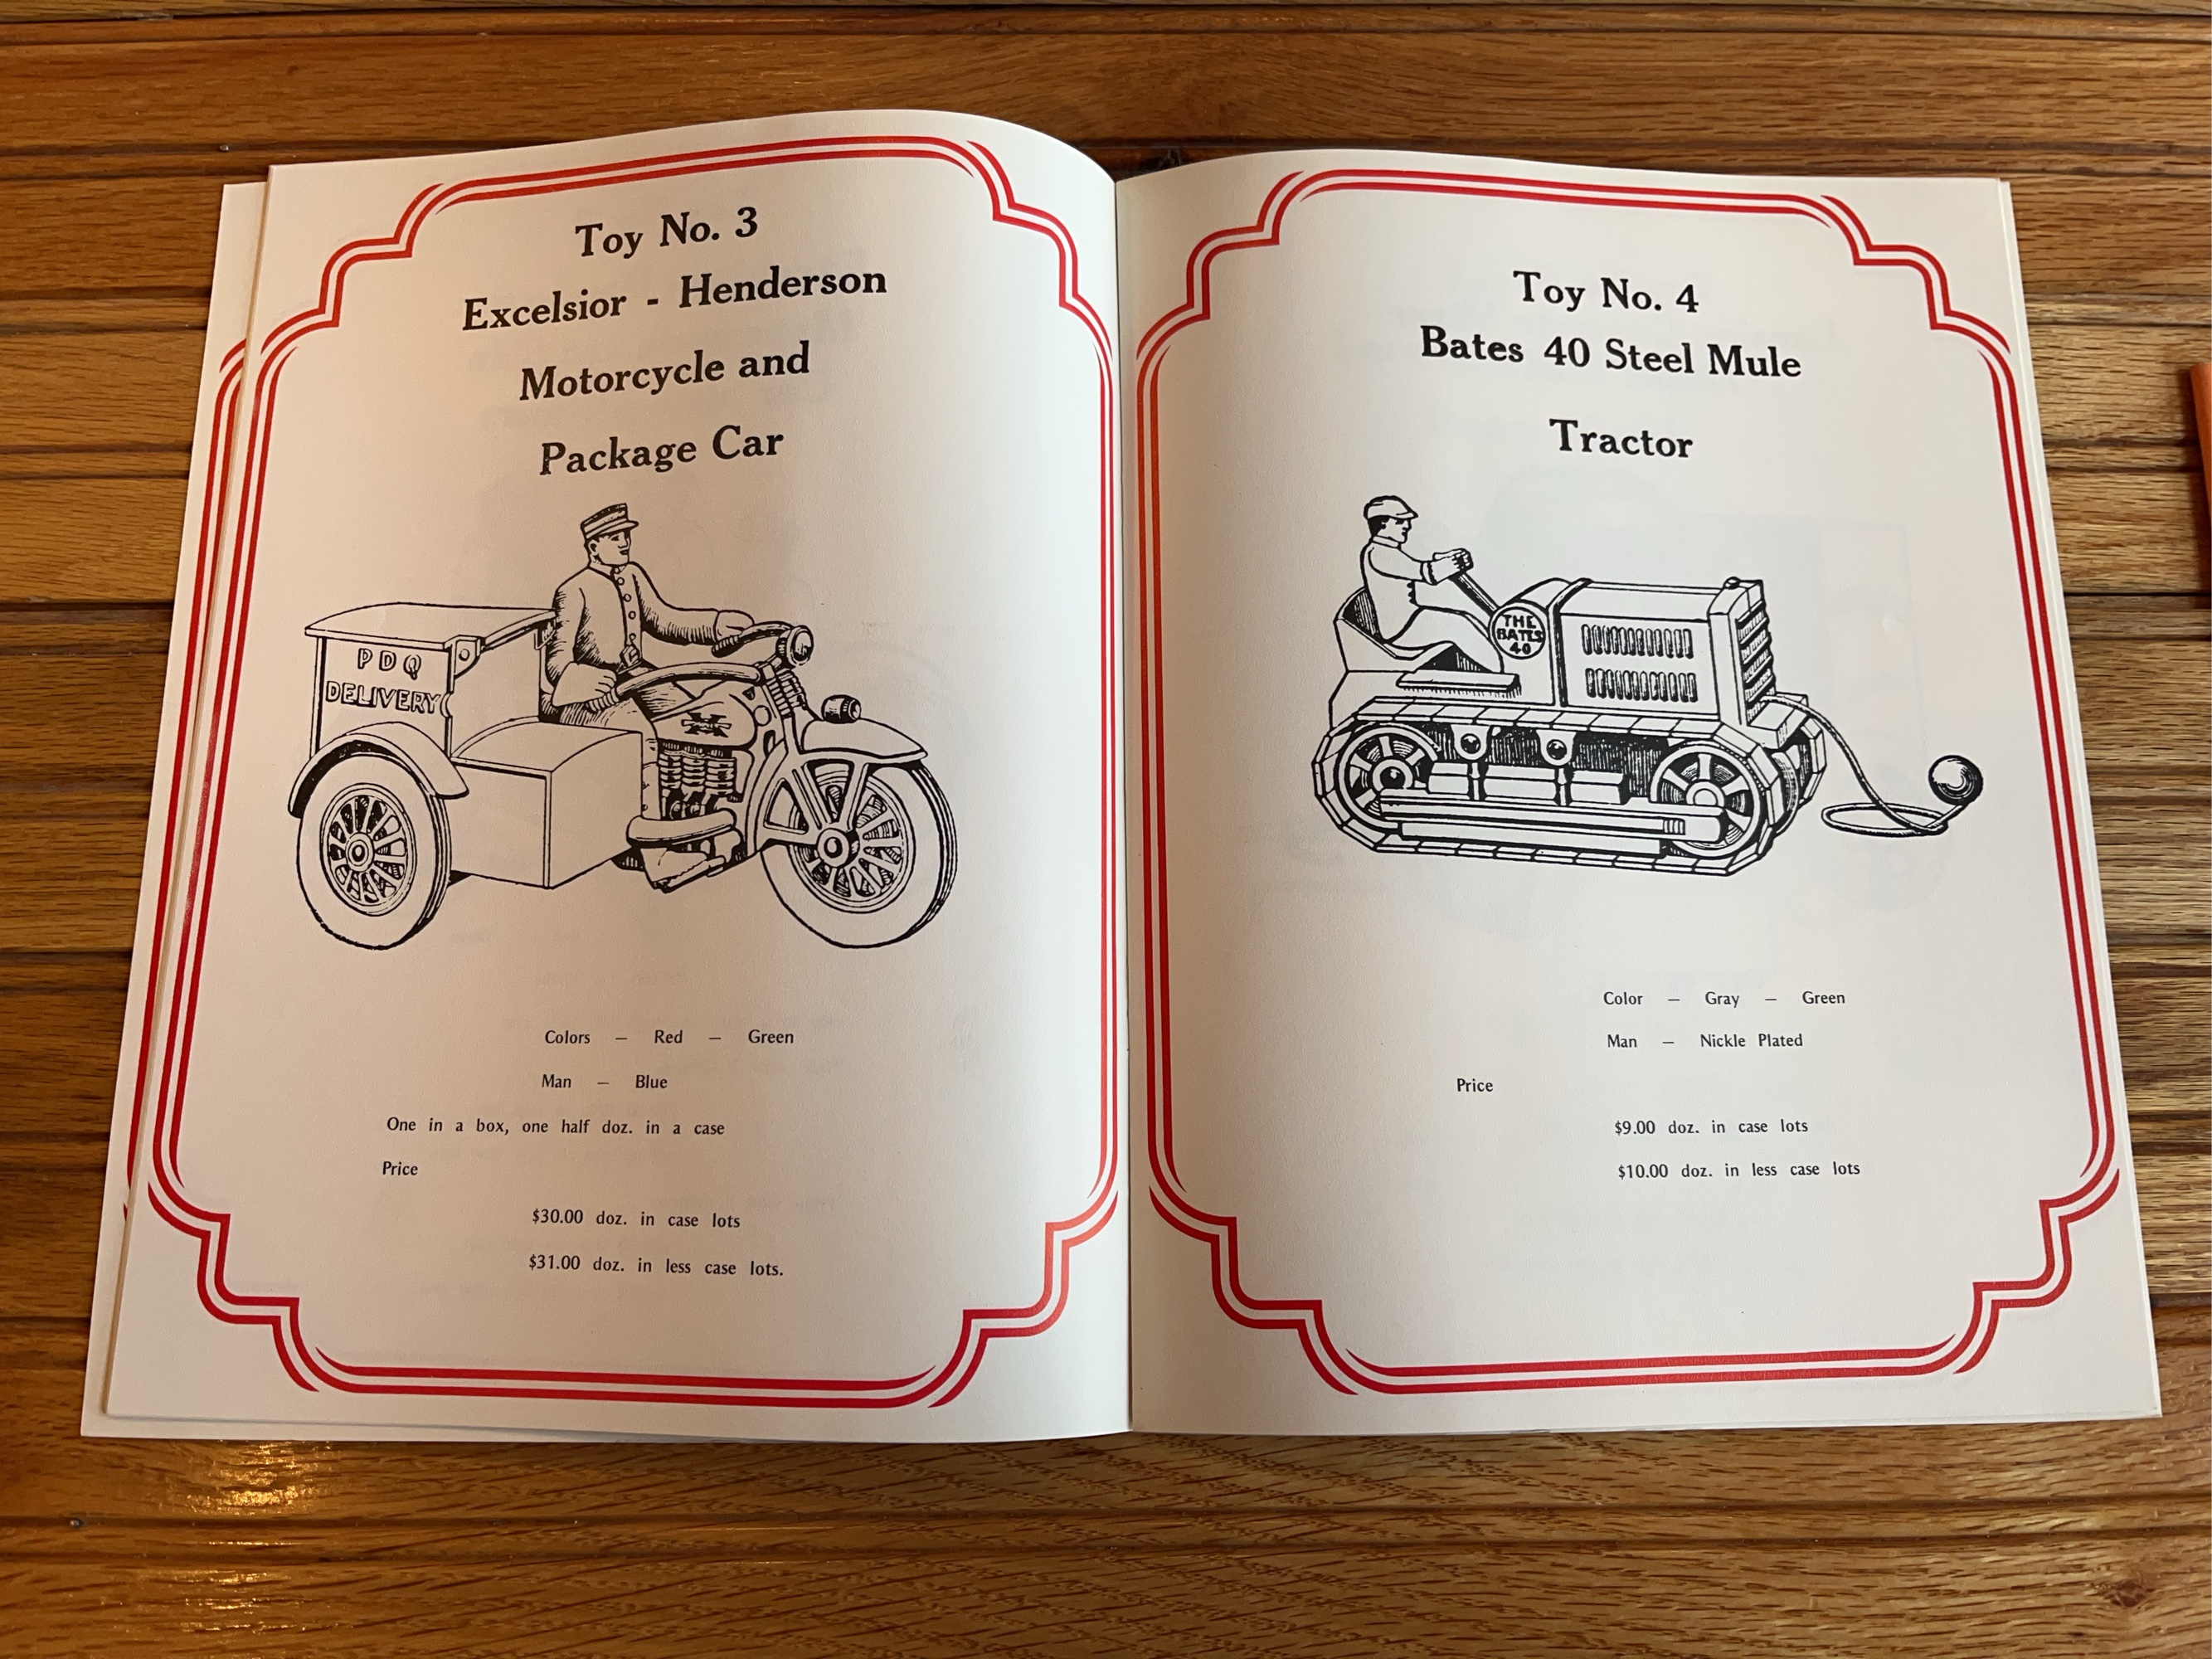 Toy No. 3
Excelsior - Henderson
Motorcycle and
Package Car
PDQ
DELIVERY
X
Colors — Red — Green
Man — Blue
One in a box, one half doz. in a case
Price
$30.00 doz. in case lots
$31.00 doz. in less case lots.
Toy No. 4
Bates 40 Steel Mule
Tractor
THE
BATES
40
Color — Gray — Green
Man — Nickle Plated
Price
$9.00 doz. in case lots
$10.00 doz. in less case lots